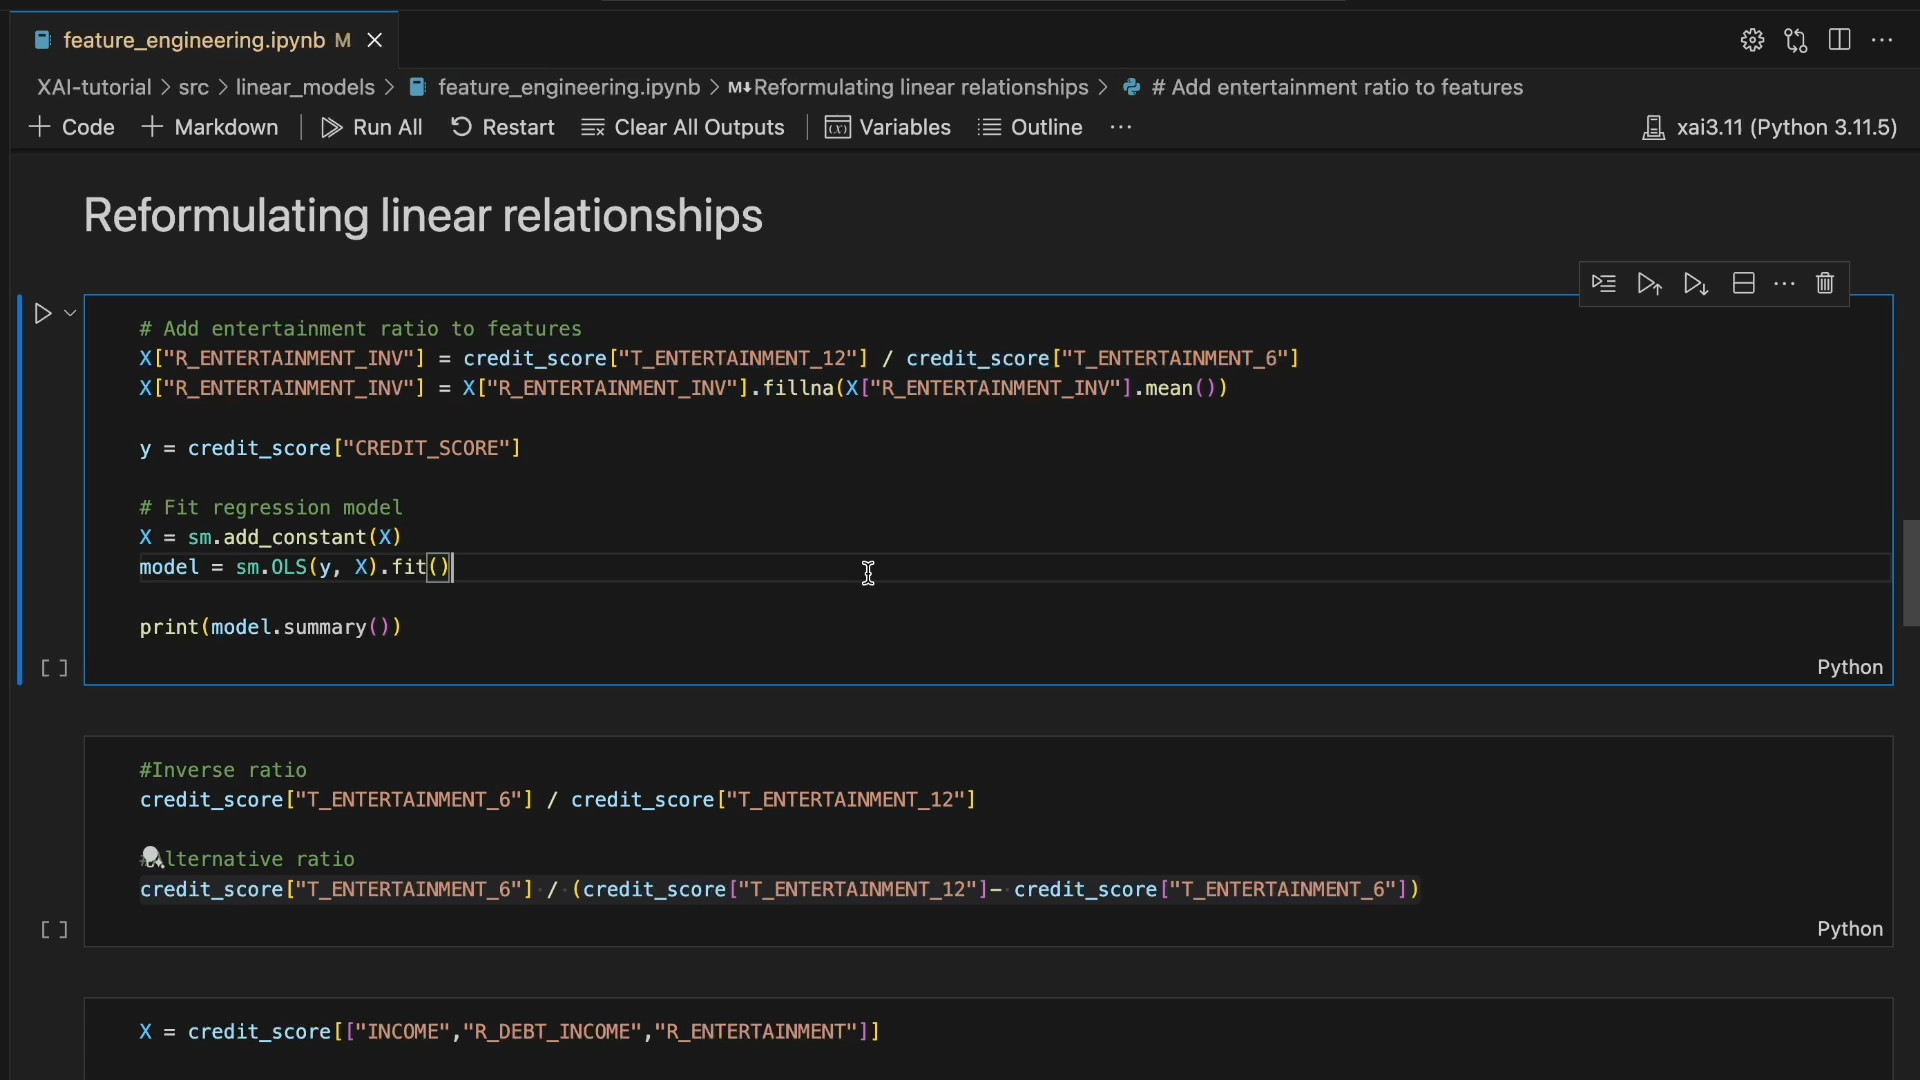 feature_engineering.ipynb M
XAI-tutorial > src > linear_models > feature_engineering.ipynb > M↓Reformulating linear relationships > # Add entertainment ratio to features
+ Code + Markdown Run All Restart Clear All Outputs Variables Outline ··· xai3.11 (Python 3.11.5)
Reformulating linear relationships
# Add entertainment ratio to features
X["R_ENTERTAINMENT_INV"] = credit_score["T_ENTERTAINMENT_12"] / credit_score["T_ENTERTAINMENT_6"]
X["R_ENTERTAINMENT_INV"] = X["R_ENTERTAINMENT_INV"].fillna(X["R_ENTERTAINMENT_INV"].mean())
y = credit_score["CREDIT_SCORE"]
# Fit regression model
X = sm.add_constant(X)
model = sm.OLS(y, X).fit()
print(model.summary())
[ ] Python
#Inverse ratio
credit_score["T_ENTERTAINMENT_6"] / credit_score["T_ENTERTAINMENT_12"]
#Alternative ratio
credit_score["T_ENTERTAINMENT_6"] / (credit_score["T_ENTERTAINMENT_12"]- credit_score["T_ENTERTAINMENT_6"])
[ ] Python
X = credit_score[["INCOME","R_DEBT_INCOME","R_ENTERTAINMENT"]]